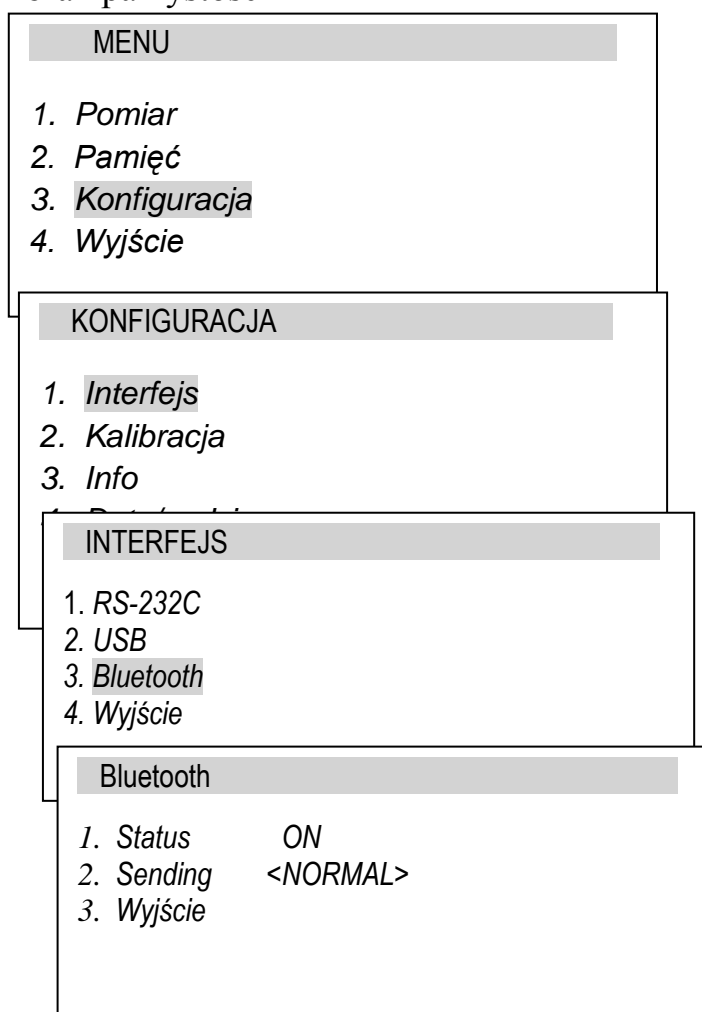 MENU
1. Pomiar
2. Pamięć
3. Konfiguracja
4. Wyjście
KONFIGURACJA
1. Interfejs
2. Kalibracja
3. Info
INTERFEJS
1. RS-232C
2. USB
3. Bluetooth
4. Wyjście
Bluetooth
1. Status ON
2. Sending <NORMAL>
3. Wyjście